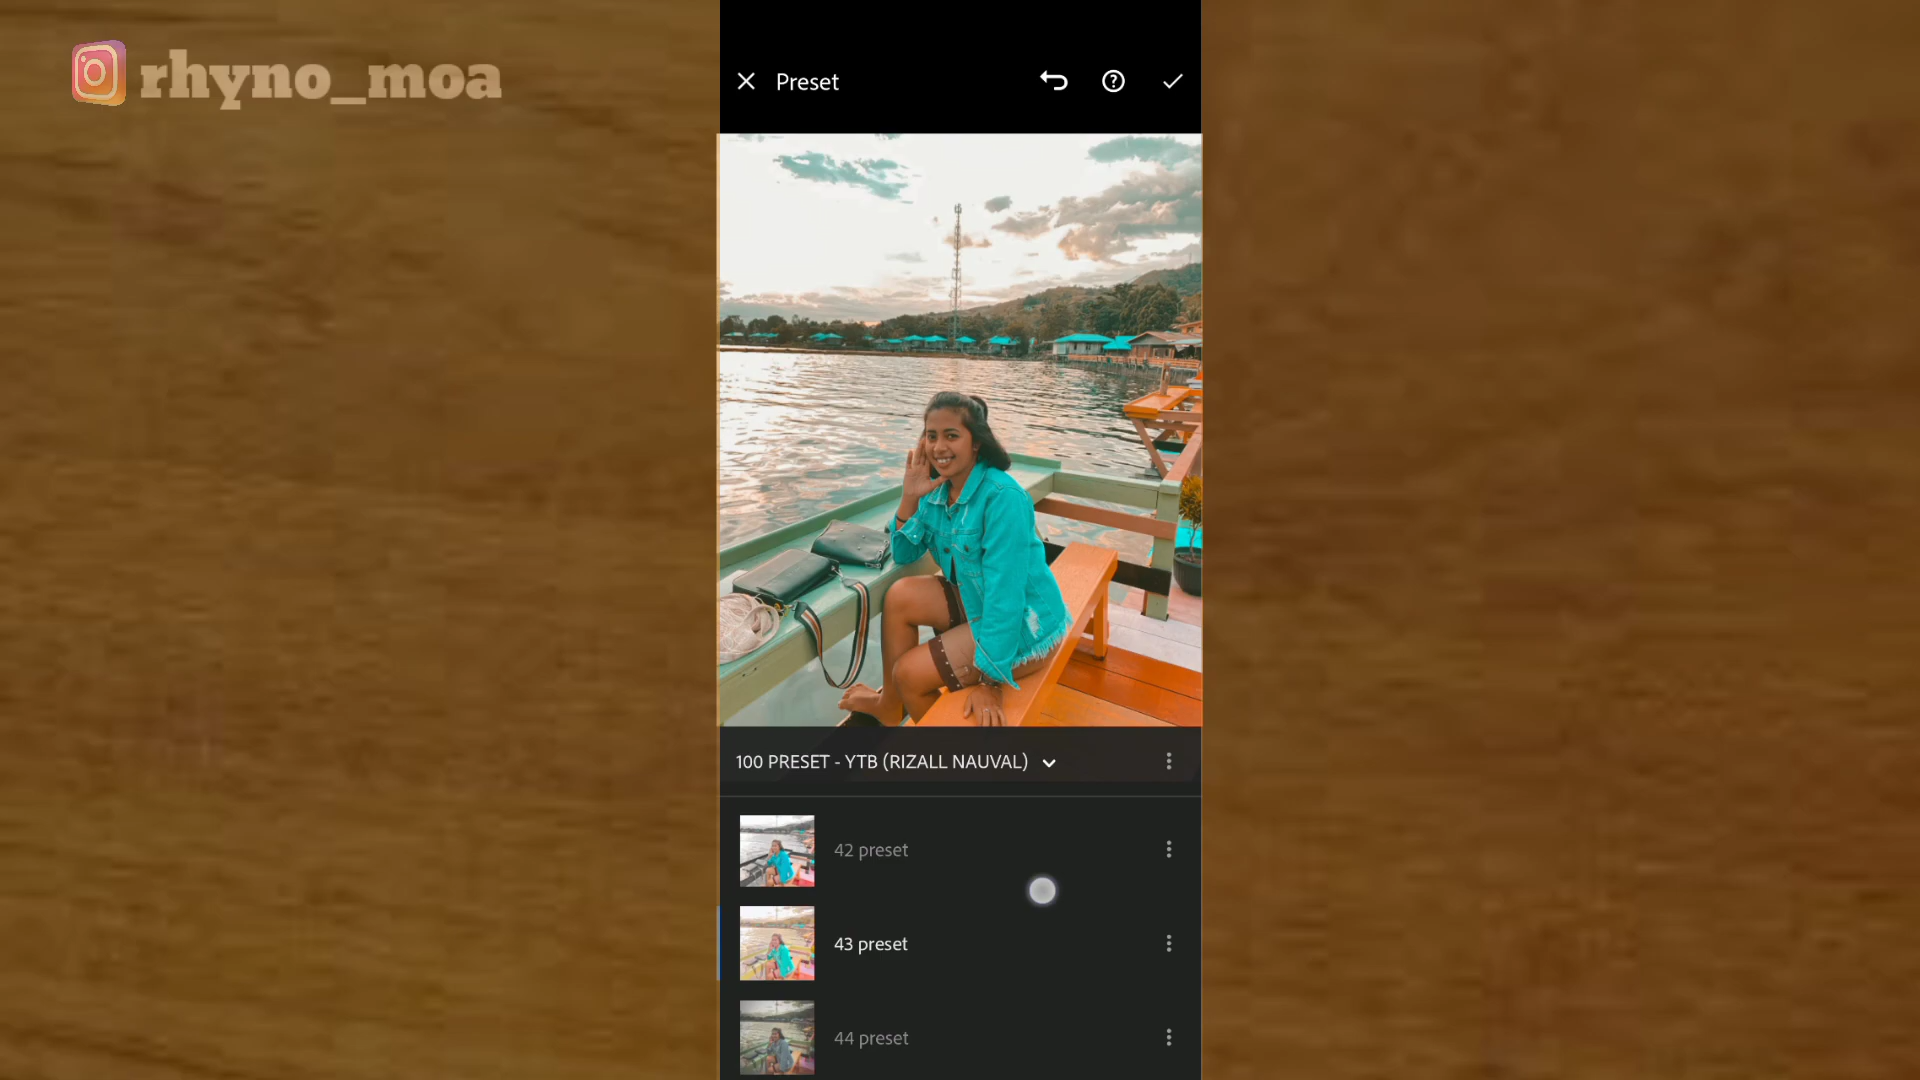 rhyno_moa
Preset
100 PRESET - YTB (RIZALL NAUVAL)
42 preset
43 preset
44 preset